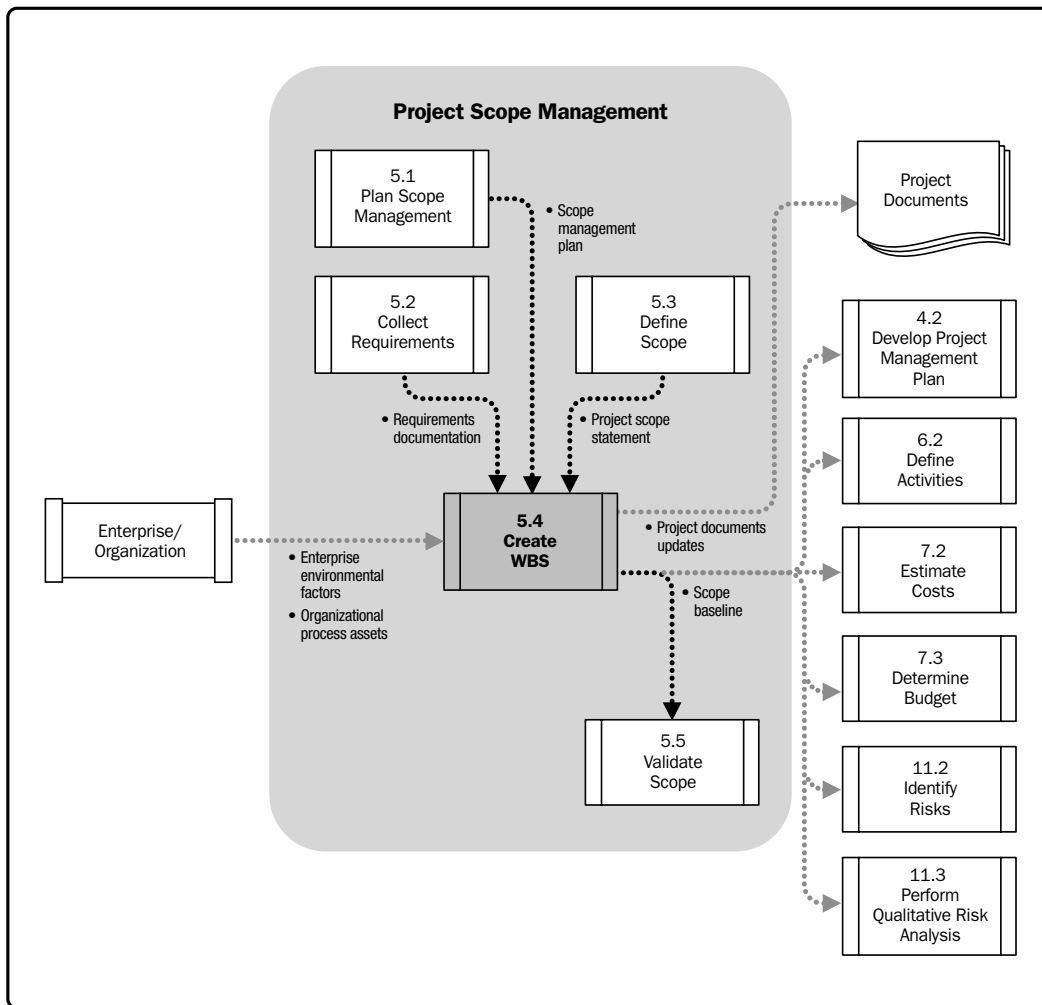 Project Scope Management
5.1
Plan Scope
Management
• Scope
management
plan
Project
Documents
5.2
Collect
Requirements
5.3
Define
Scope
4.2
Develop Project
Management
Plan
• Requirements
documentation
• Project scope
statement
6.2
Define
Activities
Enterprise/
Organization
• Enterprise
environmental
factors
• Organizational
process assets
5.4
Create
WBS
• Project documents
updates
• Scope
baseline
7.2
Estimate
Costs
7.3
Determine
Budget
5.5
Validate
Scope
11.2
Identify
Risks
11.3
Perform
Qualitative Risk
Analysis